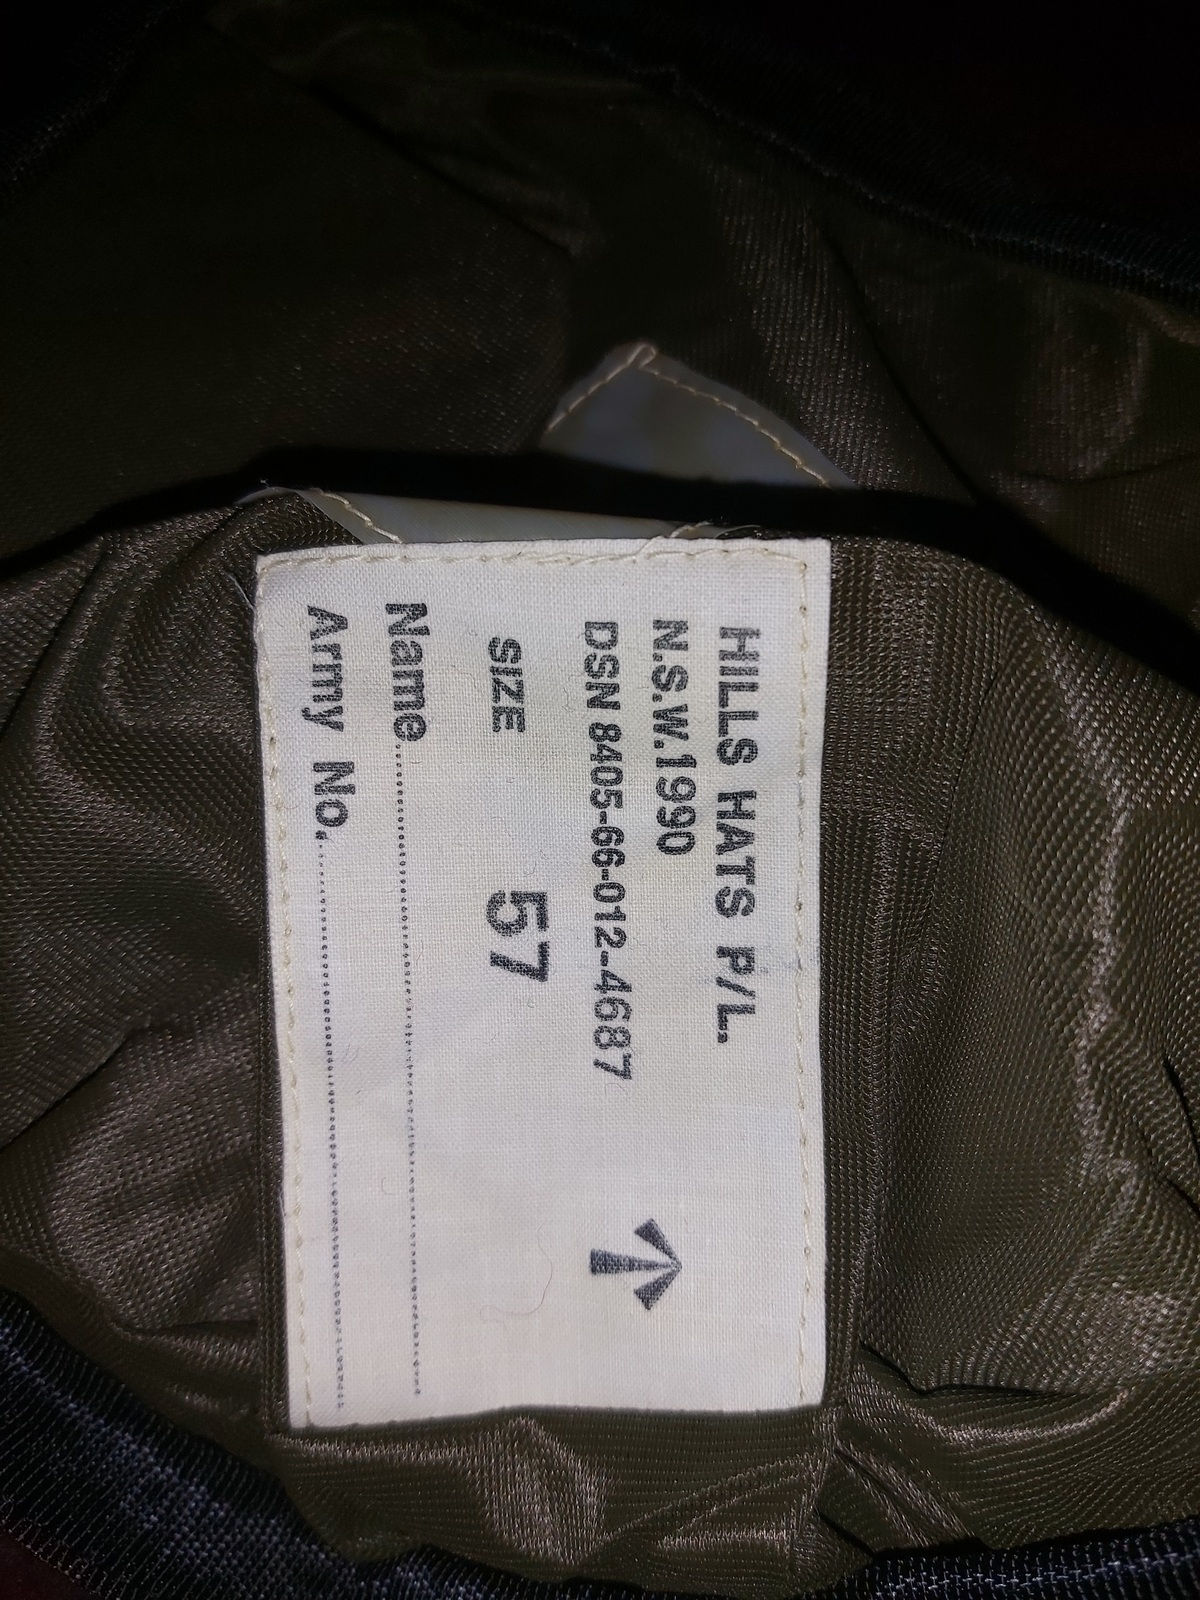 HILLS HATS P/L.
N.S.W.1990
DSN 8405-66-012-4687
SIZE 57
Name
Army No.